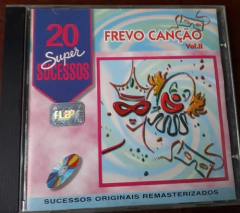 20
Super
SUCESSOS
FREVO CANÇÃO
Vol.II
SUCESSOS ORIGINAIS REMASTERIZADOS